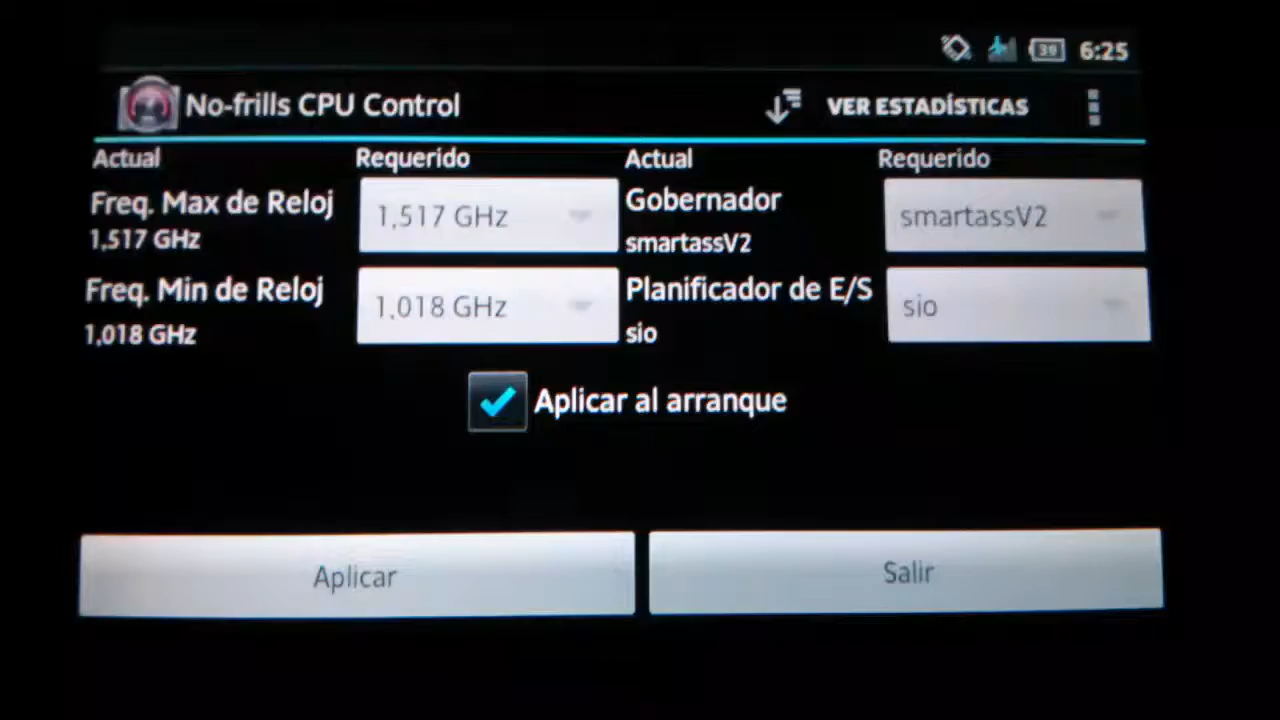 39 6:25
No-frills CPU Control VER ESTADÍSTICAS
Actual Requerido Actual Requerido
Freq. Max de Reloj 1,517 GHz Gobernador smartassV2
1,517 GHz smartassV2
Freq. Min de Reloj 1,018 GHz Planificador de E/S sio
1,018 GHz sio
Aplicar al arranque
Aplicar Salir